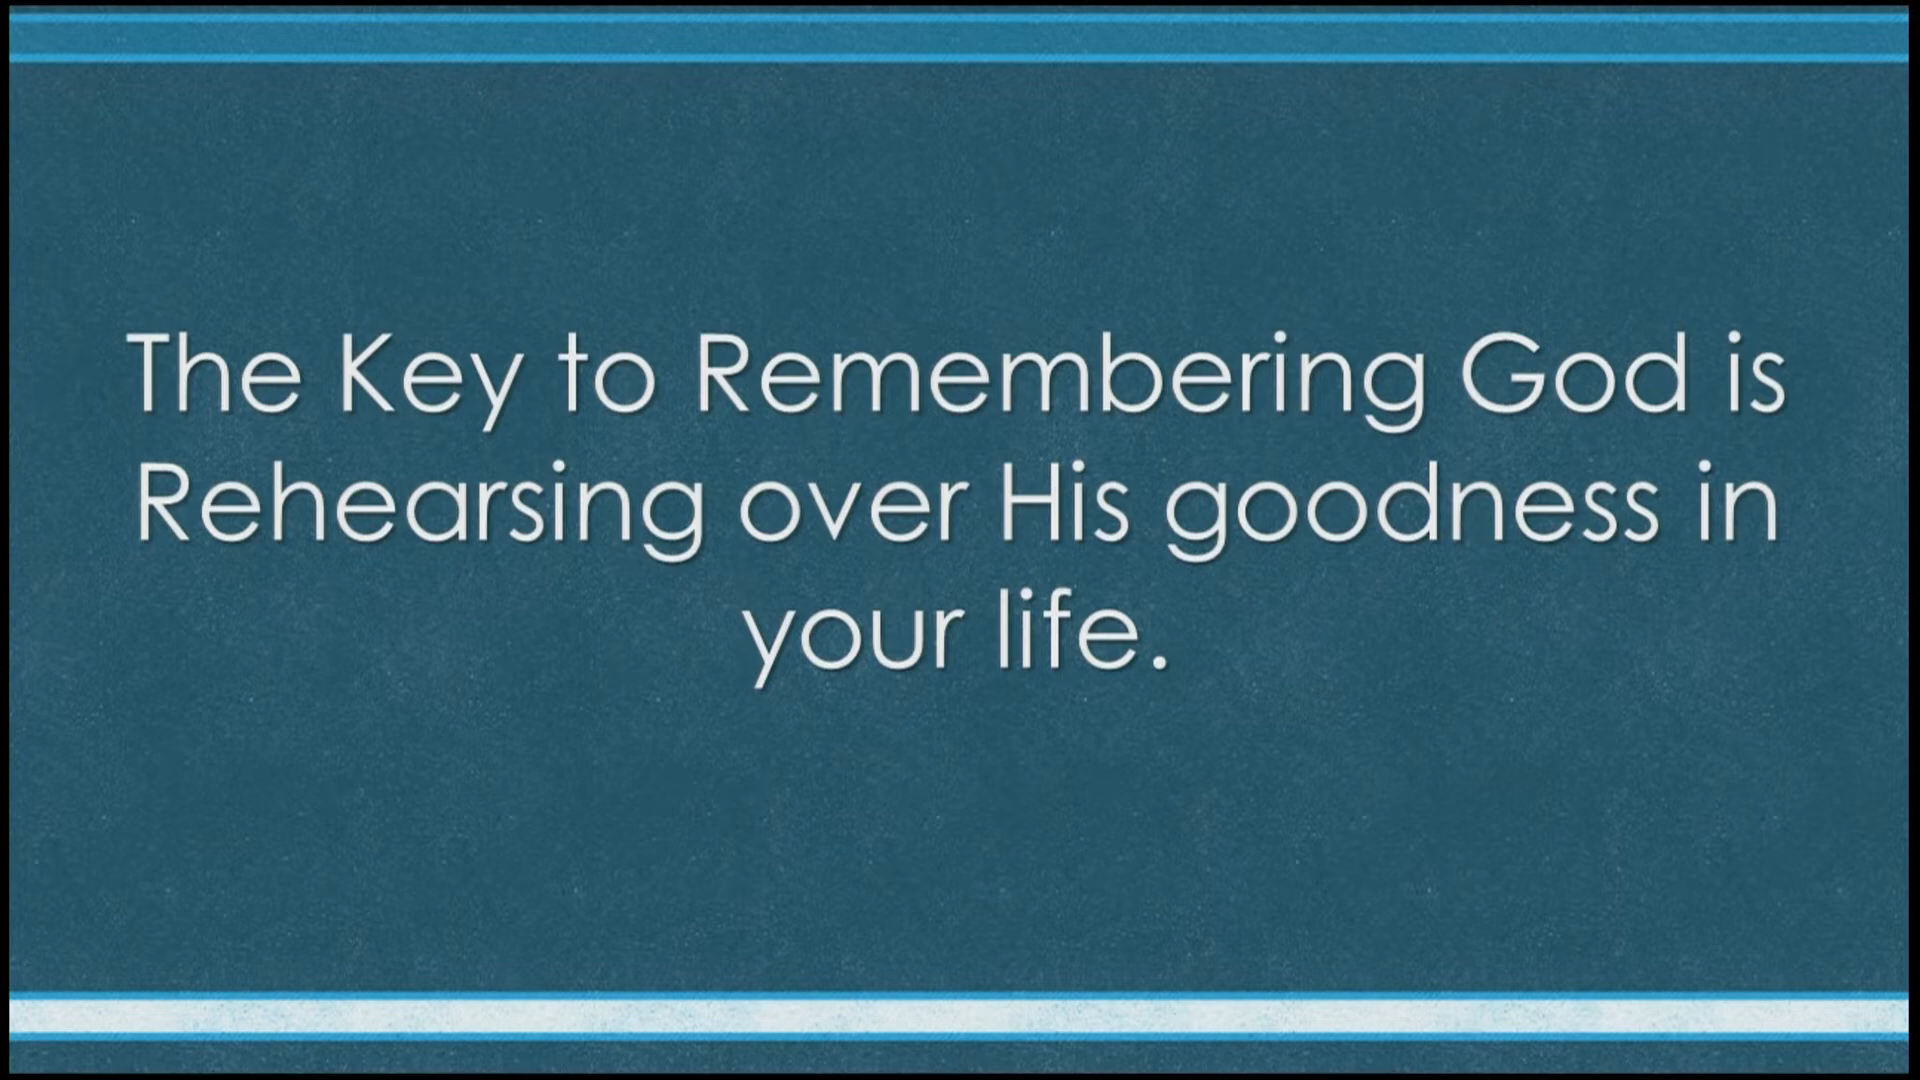 The Key to Remembering God is
Rehearsing over His goodness in
your life.